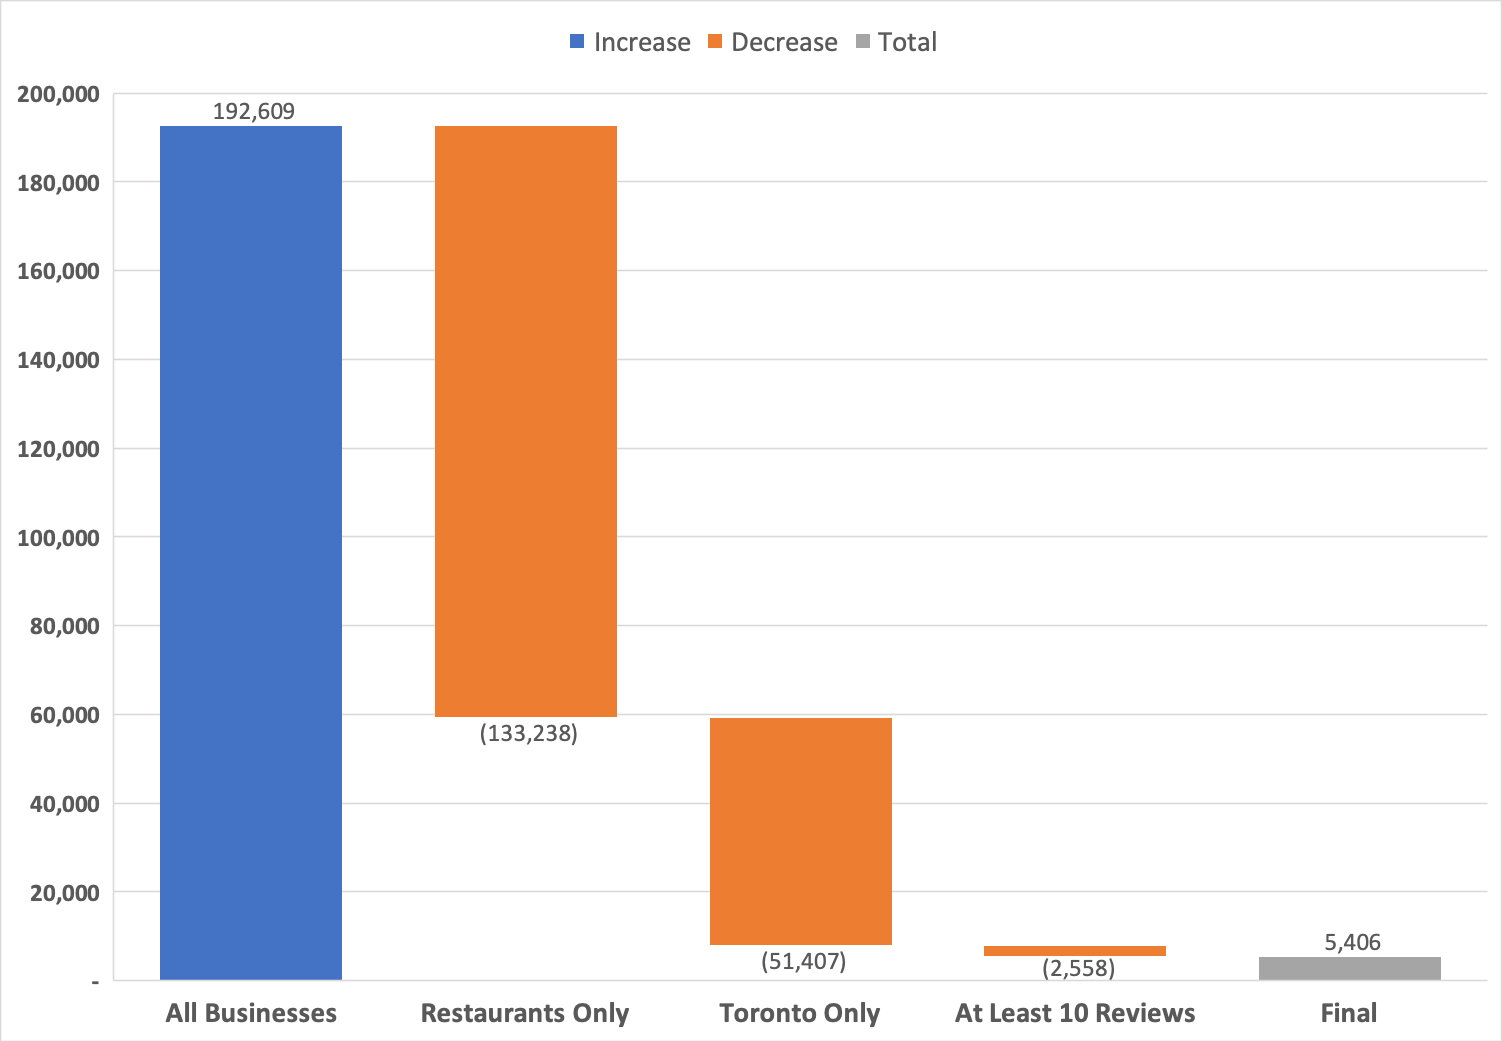 Increase Decrease Total
200,000
180,000
160,000
140,000
120,000
100,000
80,000
60,000
40,000
20,000
-
192,609
(133,238)
(51,407)
(2,558)
5,406
All Businesses
Restaurants Only
Toronto Only
At Least 10 Reviews
Final